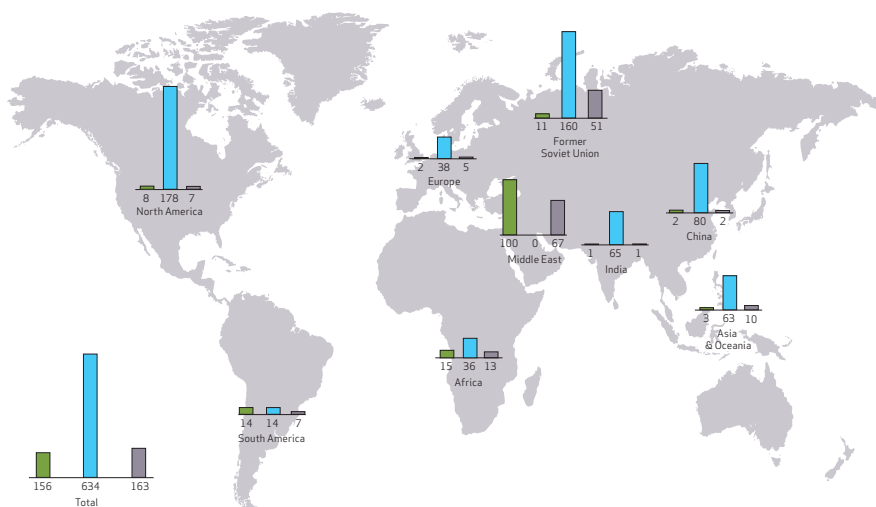 11 160 51
Former
Soviet Union
2 38 5
Europe
8 178 7
North America
2 80 2
China
100 0 67
Middle East
1 65 1
India
3 63 10
Asia
& Oceania
15 36 13
Africa
14 14 7
South America
156 634 163
Total